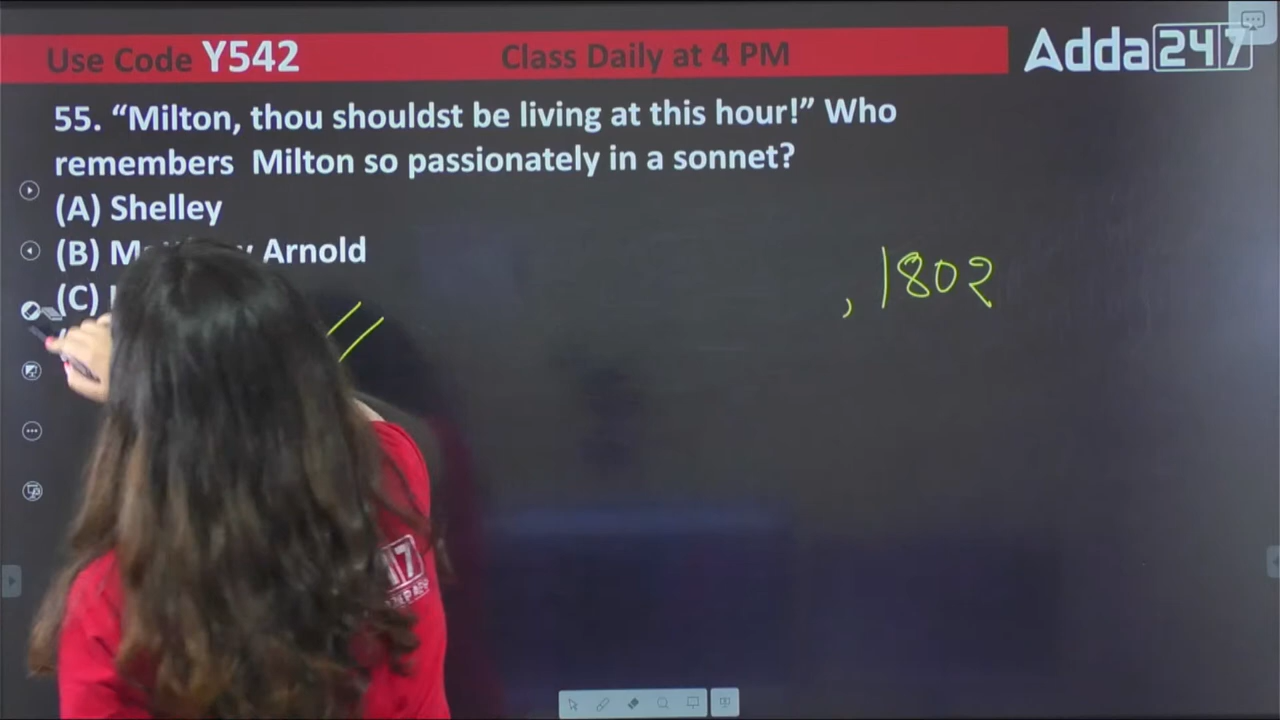 Use Code Y542 Class Daily at 4 PM Adda247
55. “Milton, thou shouldst be living at this hour!” Who
remembers Milton so passionately in a sonnet?
(A) Shelley
(B) Arnold
(C)
, 1802
17